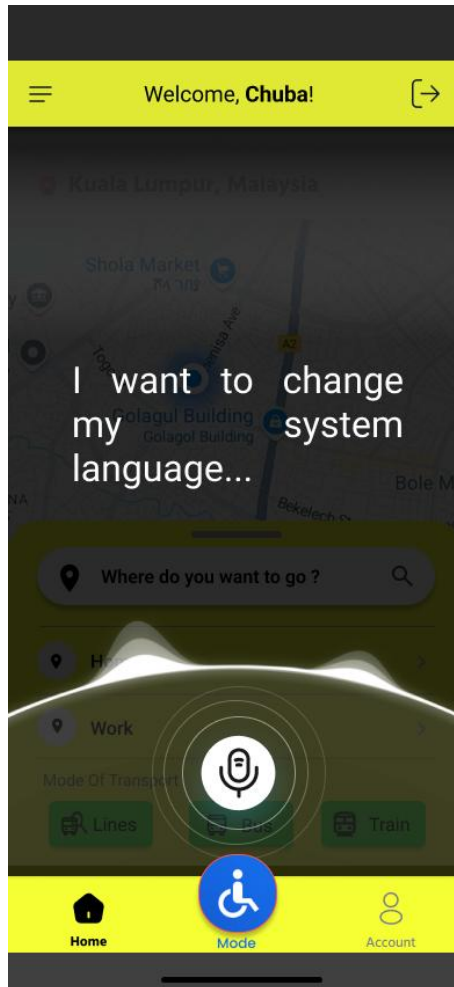 Welcome, Chuba!
Kuala Lumpur, Malaysia
Shola Market
A2
I want to change
my system
language...
Golagul Building
Golagol Building
Bole M
Where do you want to go ?
Work
Mode Of Transport
Lines
Bus
Train
Home
Mode
Account